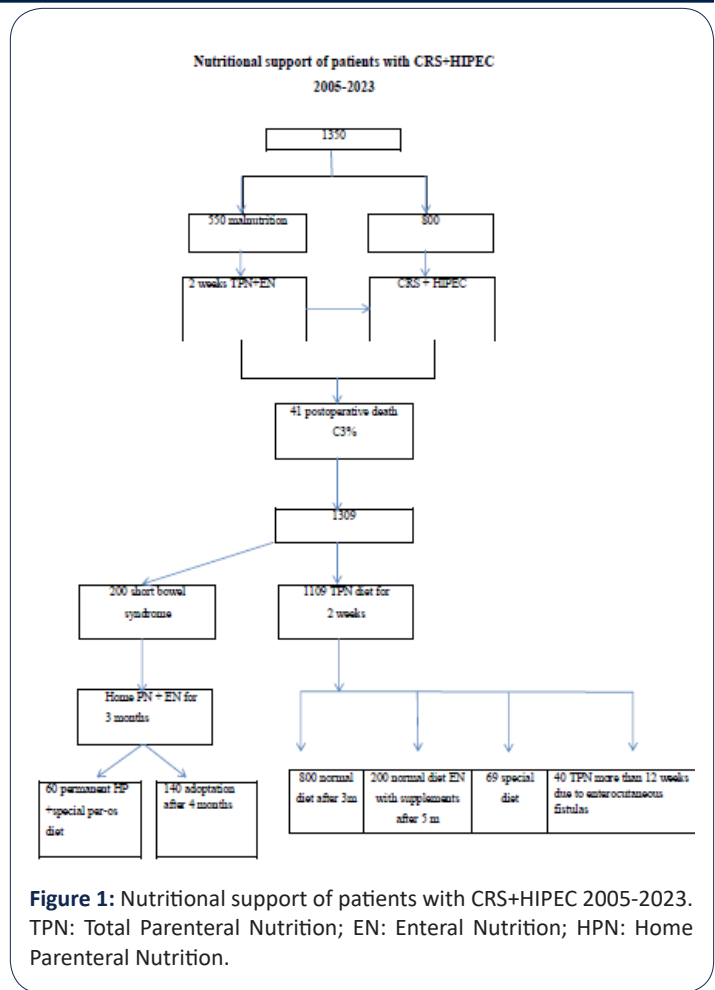 Nutritional support of patients with CRS+HIPEC
2005-2023
1350
550 malnutrition
800
2 weeks TPN+EN
CRS + HIPEC
41 postoperative death
C3%
1309
200 short bowel
syndrome
1109 TPN diet for
2 weeks
Home PN + EN for
3 months
60 permanent HP
+special per-os
diet
140 adoptation
after 4 months
800 normal
diet after 3m
200 normal diet EN
with supplements
after 5 m
69 special
diet
40 TPN more than 12 weeks
due to enterocutaneous
fistulas
Figure 1: Nutritional support of patients with CRS+HIPEC 2005-2023.
TPN: Total Parenteral Nutrition; EN: Enteral Nutrition; HPN: Home
Parenteral Nutrition.